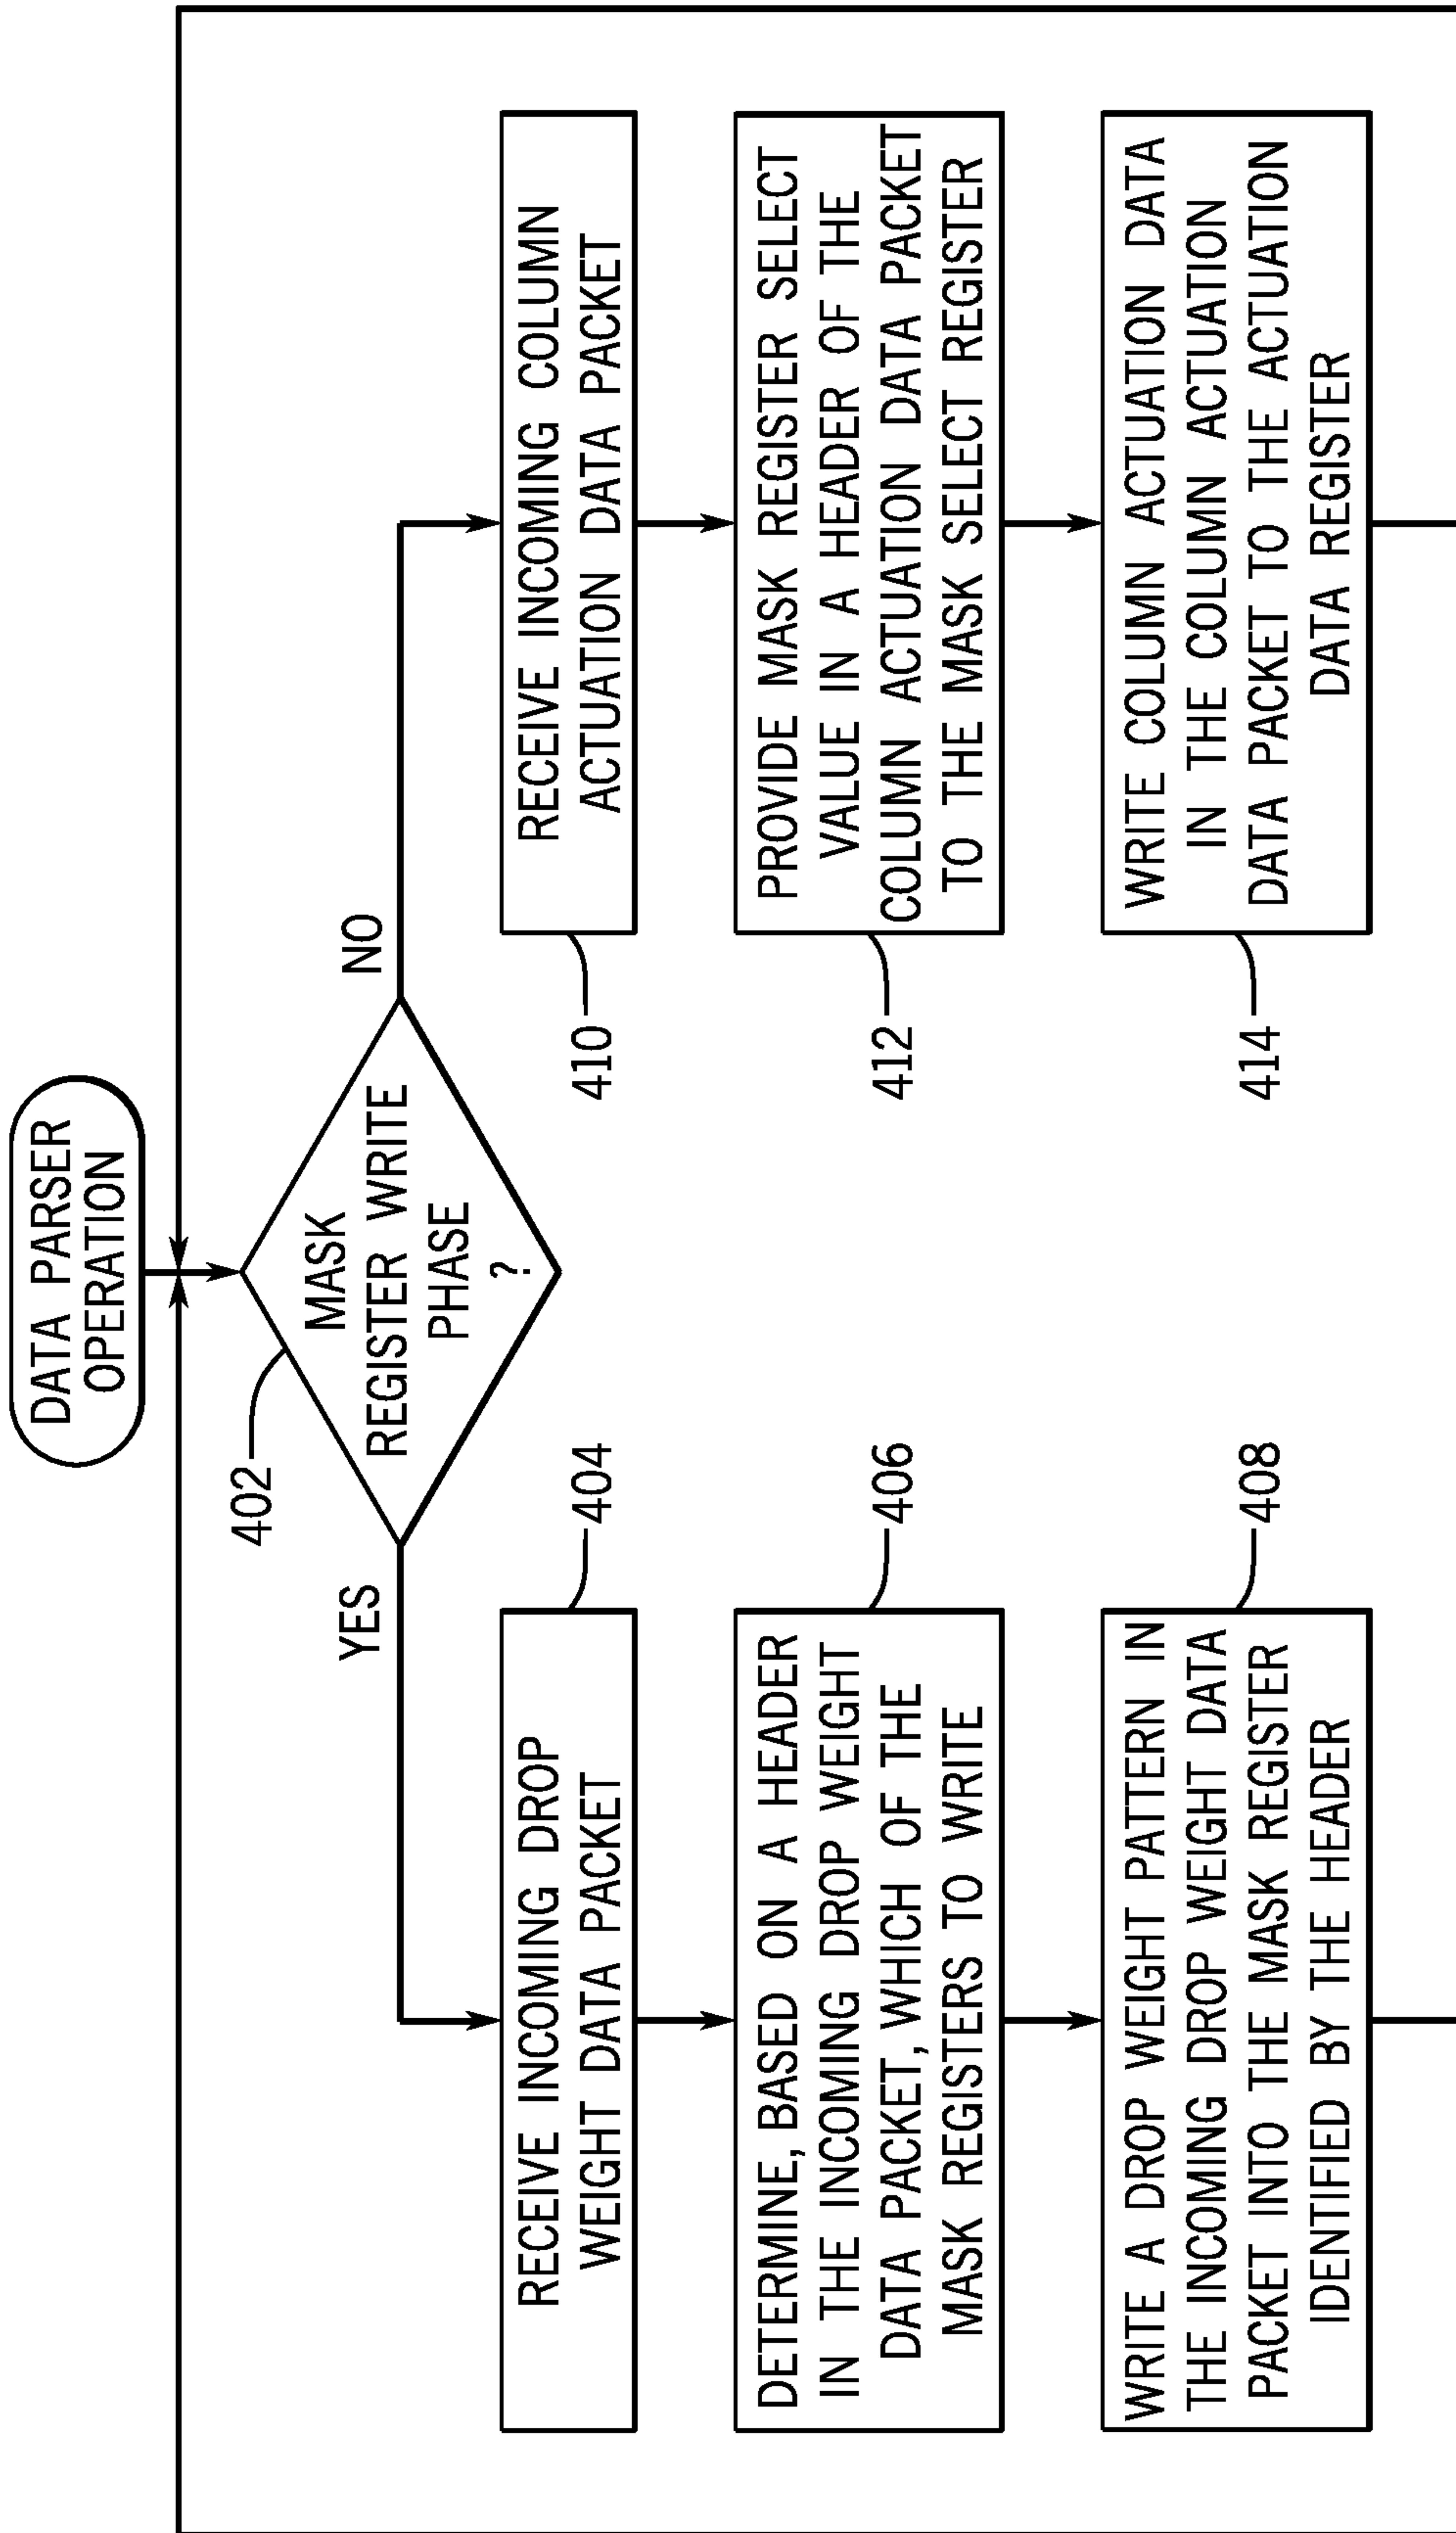 DATA PARSER
OPERATION
402
MASK
REGISTER WRITE
PHASE
?
YES
NO
404
RECEIVE INCOMING DROP
WEIGHT DATA PACKET
406
DETERMINE, BASED ON A HEADER
IN THE INCOMING DROP WEIGHT
DATA PACKET, WHICH OF THE
MASK REGISTERS TO WRITE
408
WRITE A DROP WEIGHT PATTERN IN
THE INCOMING DROP WEIGHT DATA
PACKET INTO THE MASK REGISTER
IDENTIFIED BY THE HEADER
410
RECEIVE INCOMING COLUMN
ACTUATION DATA PACKET
412
PROVIDE MASK REGISTER SELECT
VALUE IN A HEADER OF THE
COLUMN ACTUATION DATA PACKET
TO THE MASK SELECT REGISTER
414
WRITE COLUMN ACTUATION DATA
IN THE COLUMN ACTUATION
DATA PACKET TO THE ACTUATION
DATA REGISTER